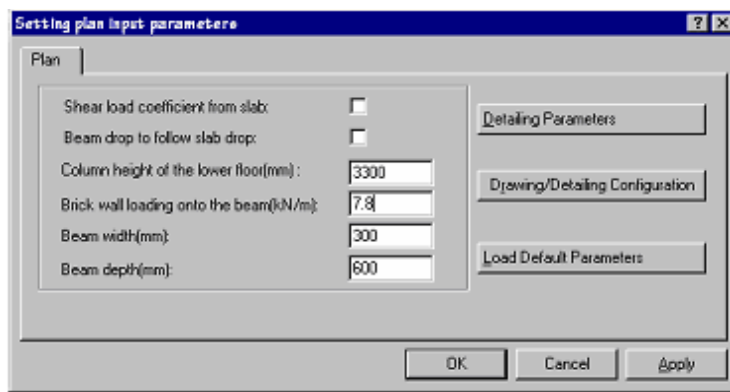 Setting plan input parameters
Plan
Shear load coefficient from slab:
Beam drop to follow slab drop:
Column height of the lower floor(mm) : 3300
Brick wall loading onto the beam(kN/m): 7.8
Beam width(mm): 300
Beam depth(mm): 600
Detailing Parameters
Drawing/Detailing Configuration
Load Default Parameters
OK Cancel Apply